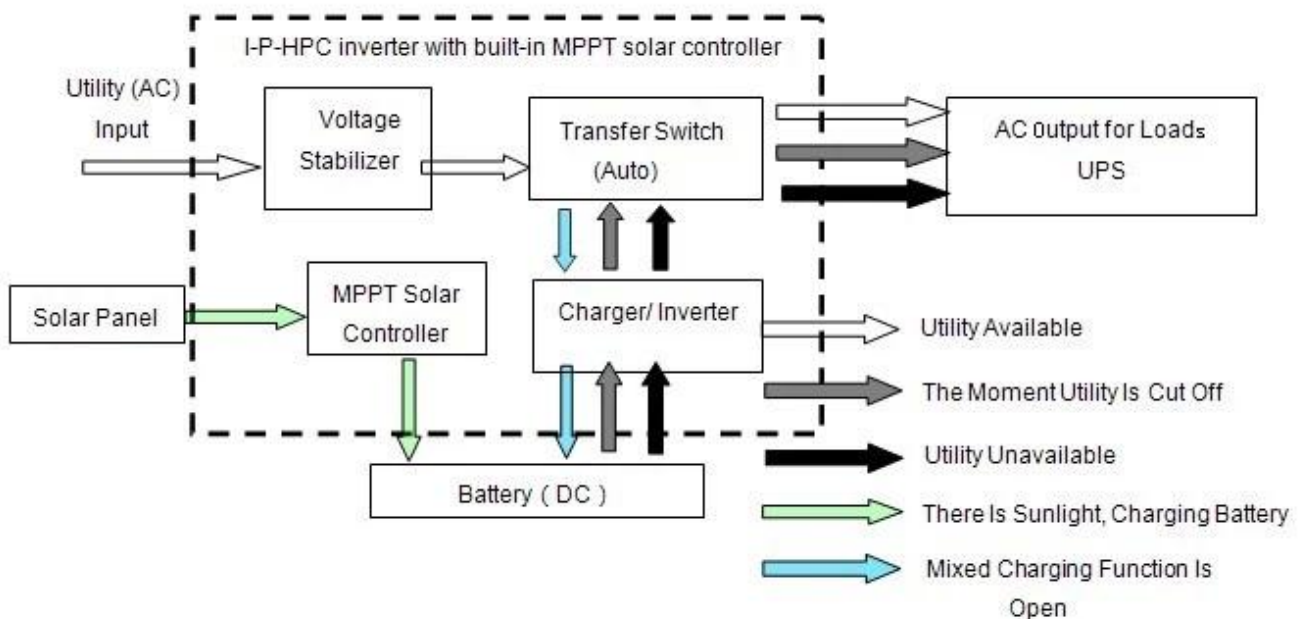 I-P-HPC inverter with built-in MPPT solar controller
Utility (AC)
Input
Voltage
Stabilizer
Transfer Switch
(Auto)
AC Output for Loads
UPS
Solar Panel
MPPT Solar
Controller
Charger/ Inverter
Utility Available
The Moment Utility Is Cut Off
Utility Unavailable
Battery ( DC )
There Is Sunlight, Charging Battery
Mixed Charging Function Is
Open